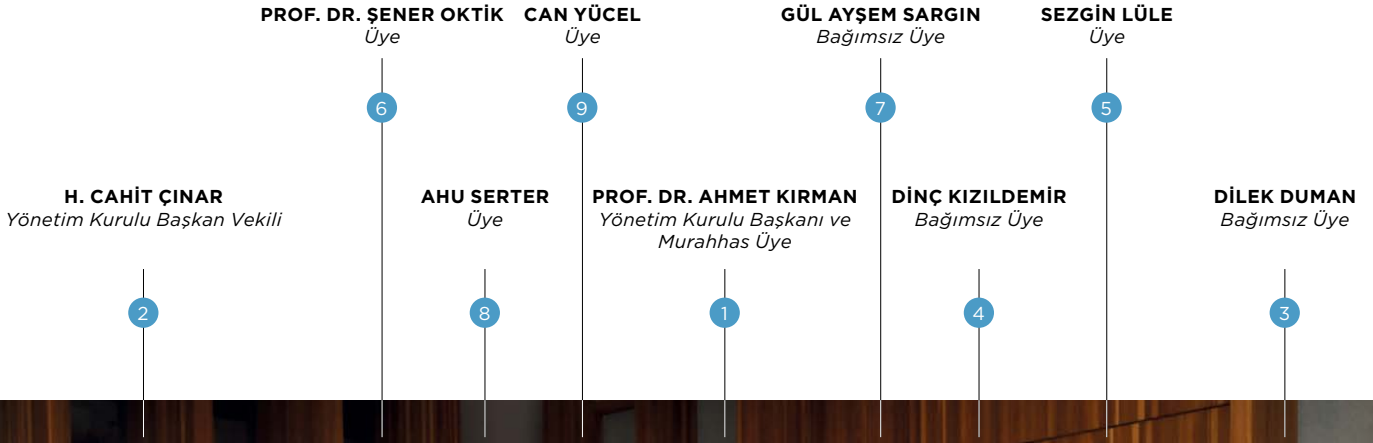 PROF. DR. ŞENER OKTİK
Üye
6
CAN YÜCEL
Üye
9
GÜL AYŞEM SARGIN
Bağımsız Üye
7
SEZGİN LÜLE
Üye
5
H. CAHİT ÇINAR
Yönetim Kurulu Başkan Vekili
2
AHU SERTER
Üye
8
PROF. DR. AHMET KIRMAN
Yönetim Kurulu Başkanı ve
Murahhas Üye
1
DİNÇ KIZILDEMİR
Bağımsız Üye
4
DİLEK DUMAN
Bağımsız Üye
3